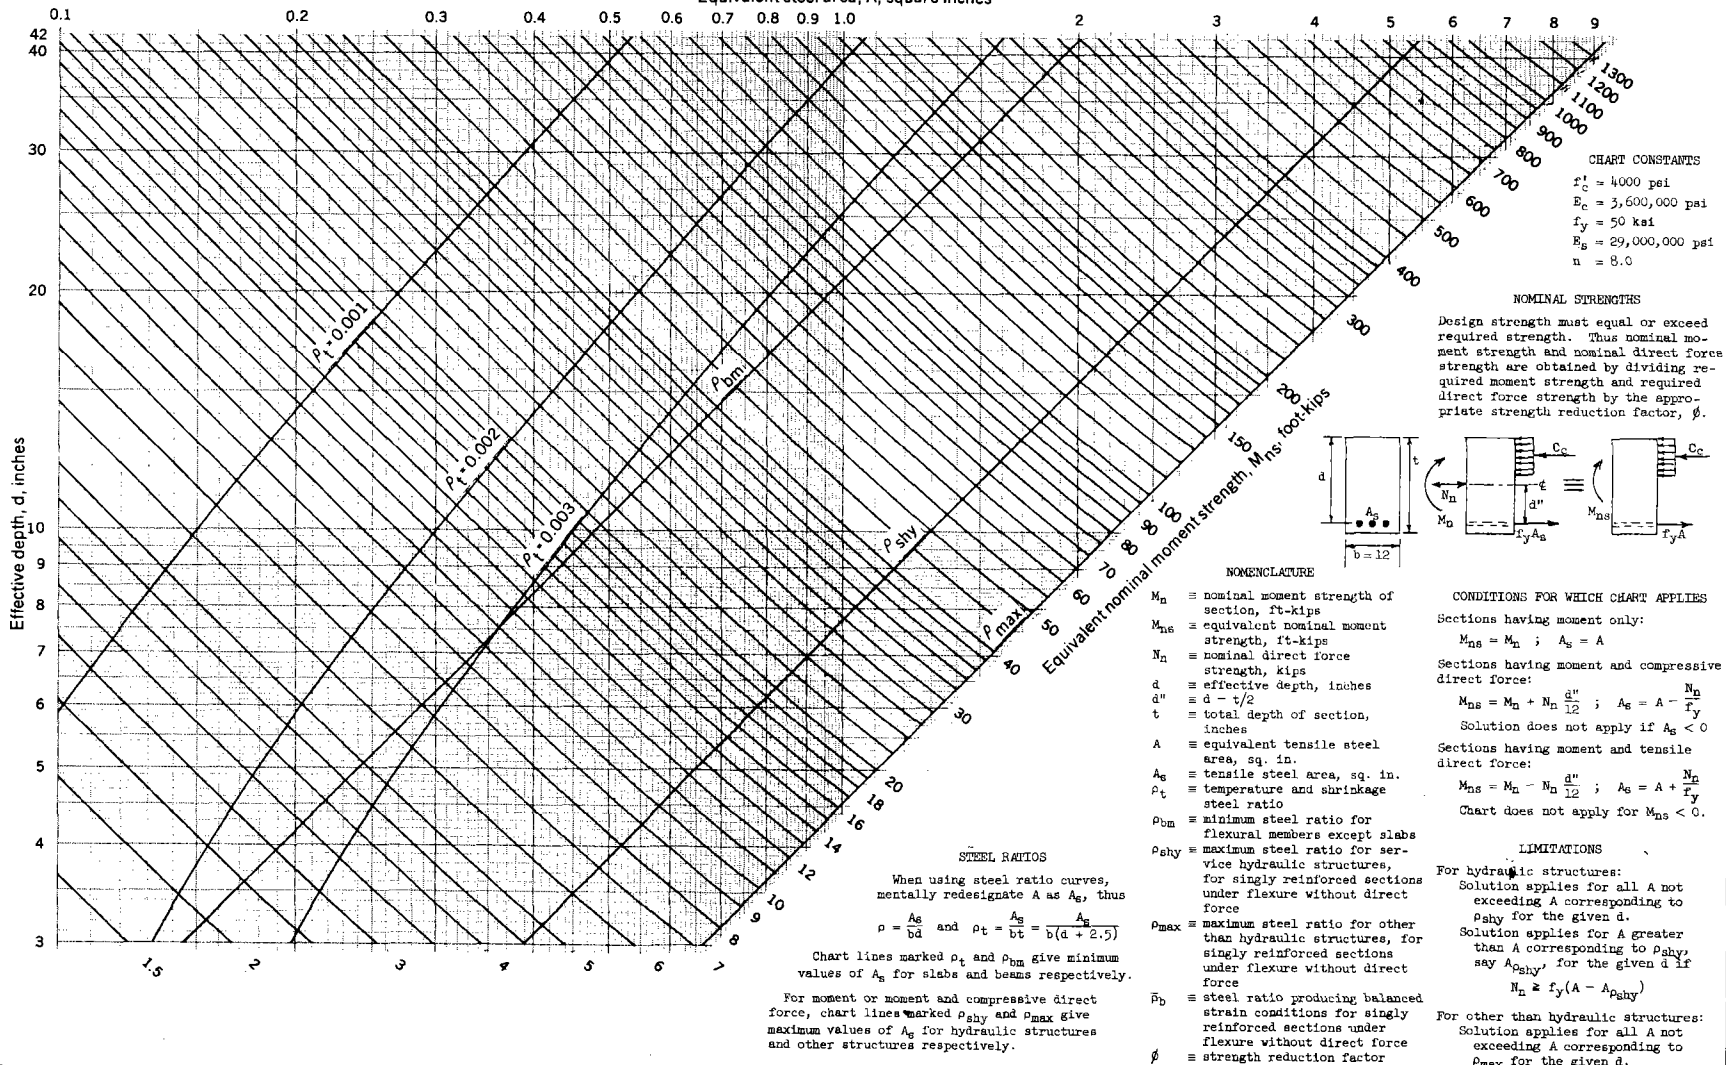 Equivalent steel area, A, square inches
0.1 0.2 0.3 0.4 0.5 0.6 0.7 0.8 0.9 1.0 2 3 4 5 6 7 8 9
42
40
30
20
10
9
8
7
6
5
4
3
Effective depth, d, inches
ρt = 0.001
ρt = 0.002
ρt = 0.003
ρbm
ρshy
ρmax
1.5 2 3 4 5 6 7 8 9 10 12 14 16 18 20 30 40 50 60 70 80 90 100 150 200 300 400 500 600 700 800 900 1000 1100 1200 1300
Equivalent nominal moment strength, Mns, foot-kips
CHART CONSTANTS
f'c = 4000 psi
Ec = 3,600,000 psi
fy = 50 ksi
Es = 29,000,000 psi
n = 8.0
NOMINAL STRENGTHS
Design strength must equal or exceed
required strength. Thus nominal mo-
ment strength and nominal direct force
strength are obtained by dividing re-
quired moment strength and required
direct force strength by the appro-
priate strength reduction factor, ϕ.
d
t
As
b = 12
Cc
Nn
Mn
℄
d"
fyAs
≡
Mns
Cc
fyA
NOMENCLATURE
Mn ≡ nominal moment strength of
section, ft-kips
Mns ≡ equivalent nominal moment
strength, ft-kips
Nn ≡ nominal direct force
strength, kips
d ≡ effective depth, inches
d" ≡ d - t/2
t ≡ total depth of section,
inches
A ≡ equivalent tensile steel
area, sq. in.
As ≡ tensile steel area, sq. in.
ρt ≡ temperature and shrinkage
steel ratio
ρbm ≡ minimum steel ratio for
flexural members except slabs
ρshy ≡ maximum steel ratio for ser-
vice hydraulic structures,
for singly reinforced sections
under flexure without direct
force
ρmax ≡ maximum steel ratio for other
than hydraulic structures, for
singly reinforced sections
under flexure without direct
force
ρ̄b ≡ steel ratio producing balanced
strain conditions for singly
reinforced sections under
flexure without direct force
ϕ ≡ strength reduction factor
CONDITIONS FOR WHICH CHART APPLIES
Sections having moment only:
Mns = Mn ; As = A
Sections having moment and compressive
direct force:
Mns = Mn + Nn d"/12 ; As = A - Nn/fy
Solution does not apply if As < 0
Sections having moment and tensile
direct force:
Mns = Mn - Nn d"/12 ; As = A + Nn/fy
Chart does not apply for Mns < 0.
LIMITATIONS
For hydraulic structures:
Solution applies for all A not
exceeding A corresponding to
ρshy for the given d.
Solution applies for A greater
than A corresponding to ρshy,
say Aρshy, for the given d if
Nn ≥ fy(A - Aρshy)
For other than hydraulic structures:
Solution applies for all A not
exceeding A corresponding to
ρmax for the given d.
STEEL RATIOS
When using steel ratio curves,
mentally redesignate A as As, thus
ρ = As/bd and ρt = As/bt = As/b(d + 2.5)
Chart lines marked ρt and ρbm give minimum
values of As for slabs and beams respectively.
For moment or moment and compressive direct
force, chart lines marked ρshy and ρmax give
maximum values of As for hydraulic structures
and other structures respectively.